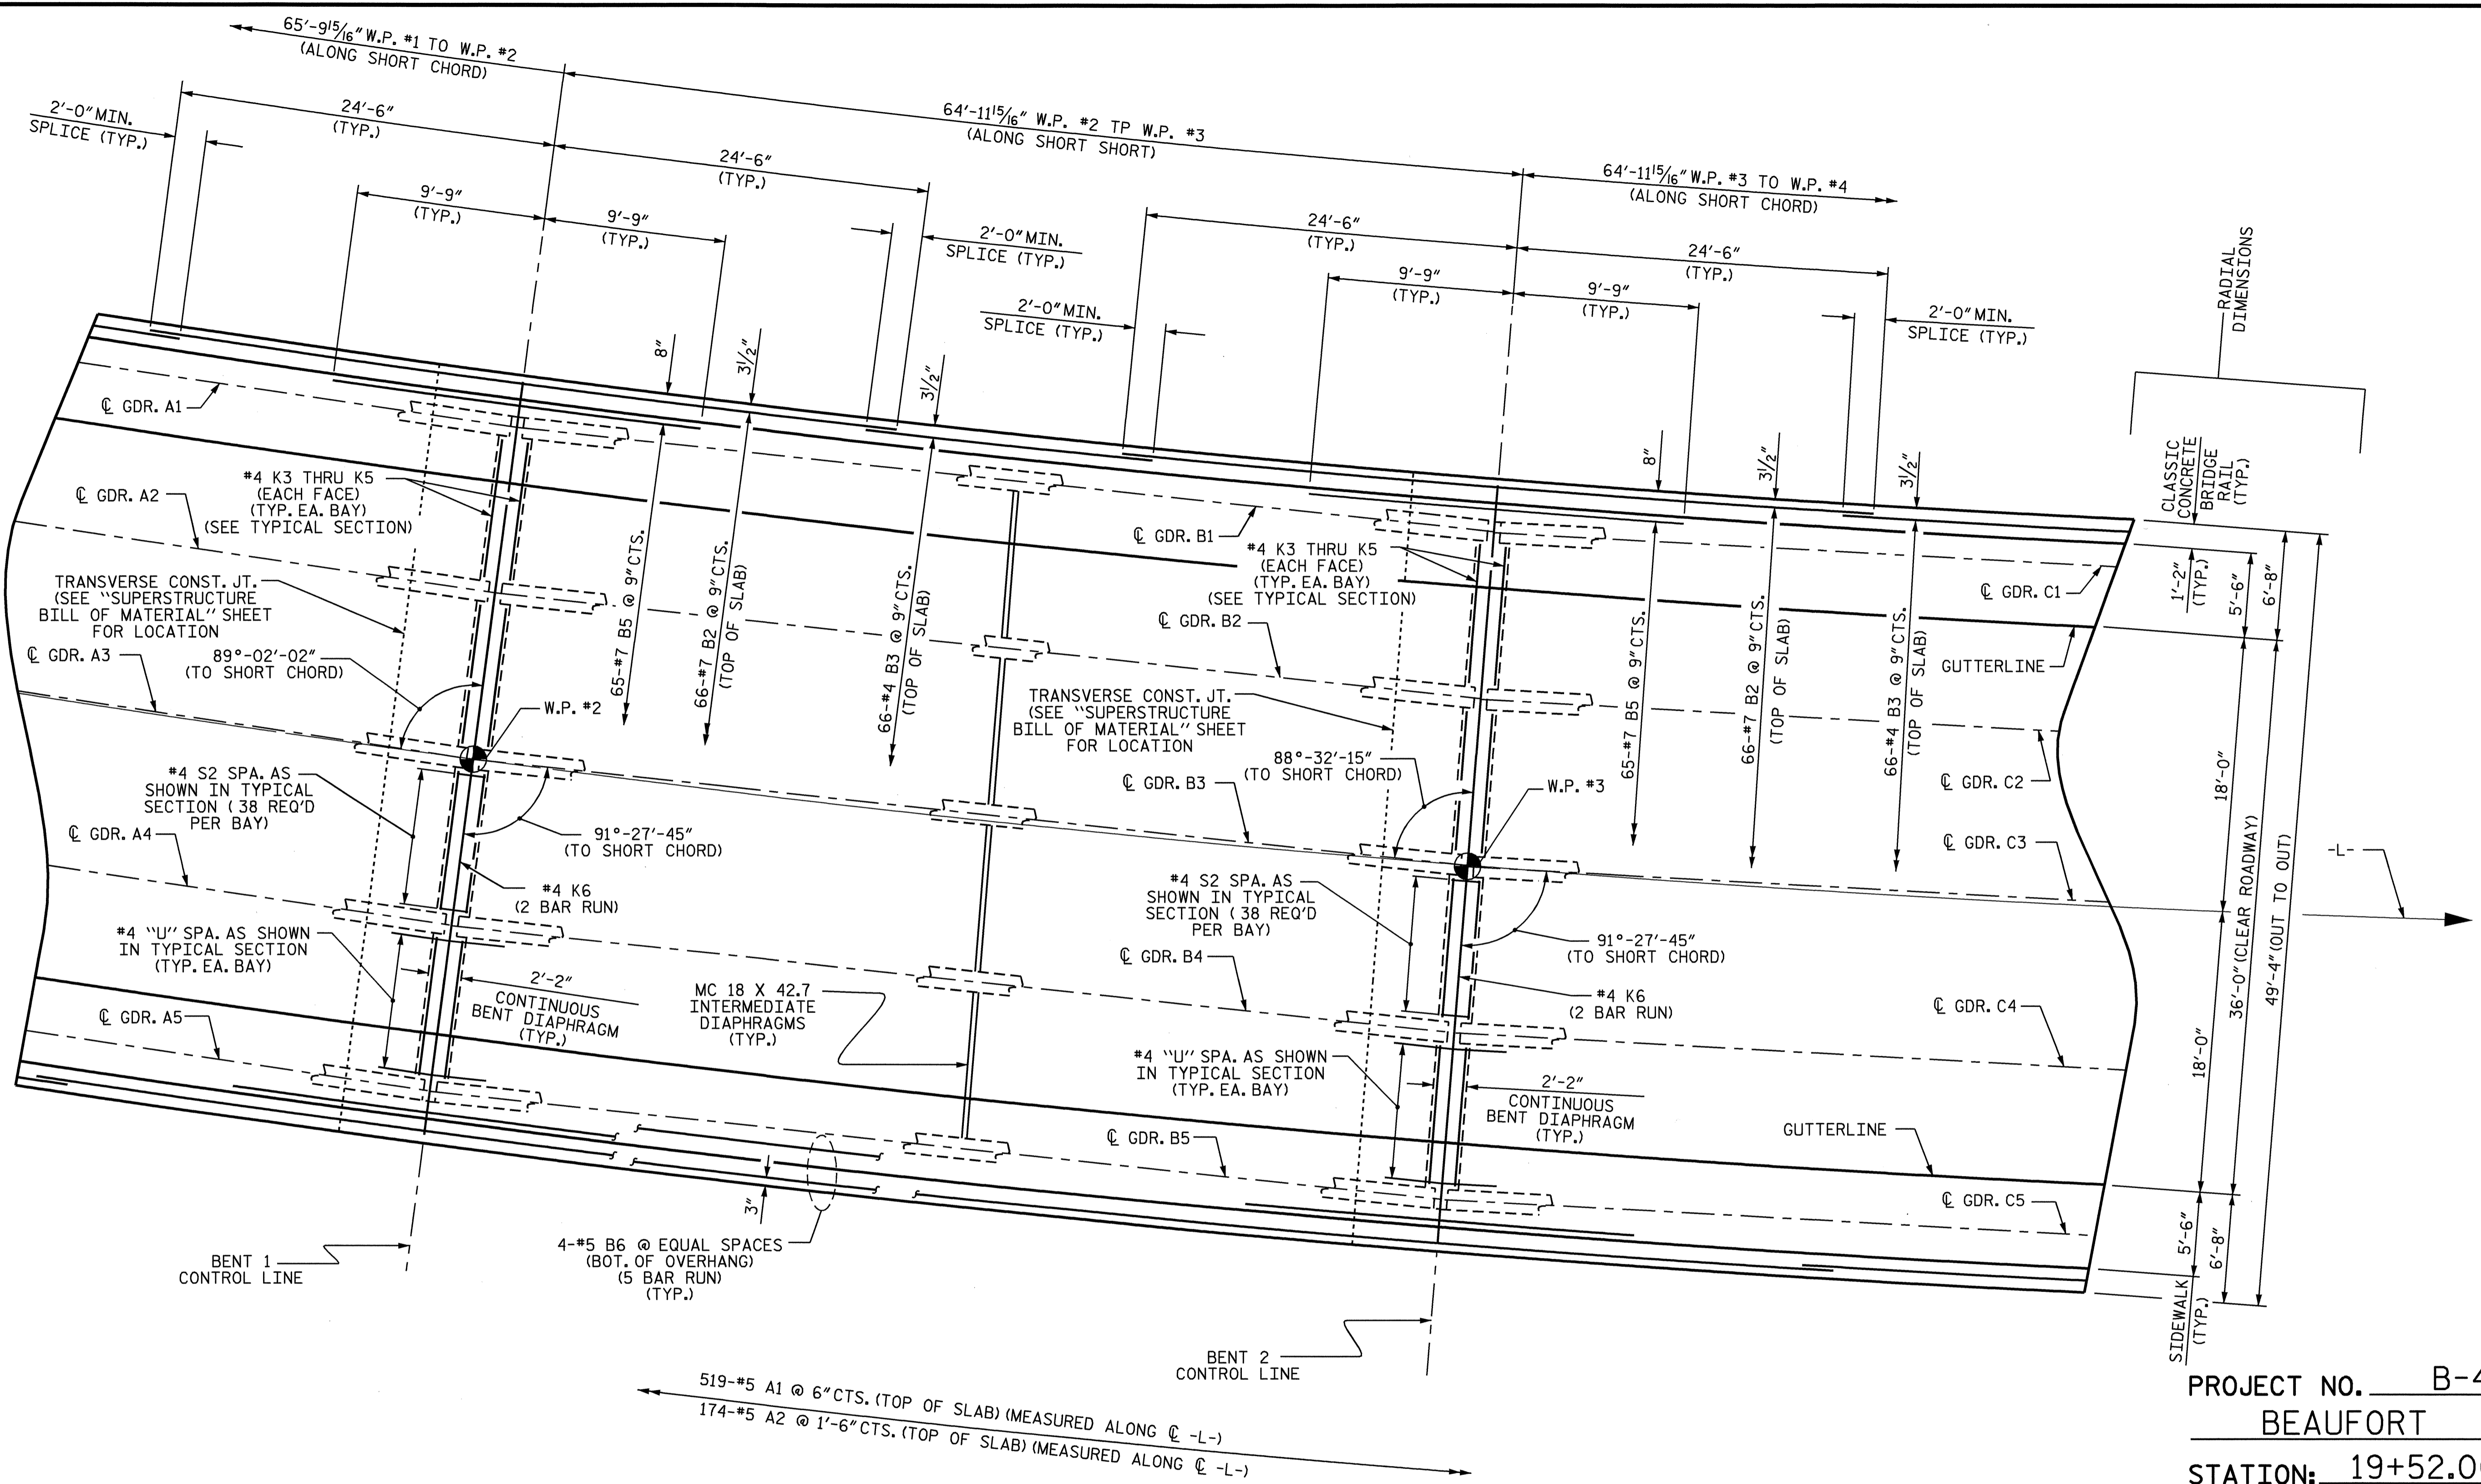 65'-9 15/16" W.P. #1 TO W.P. #2
(ALONG SHORT CHORD)
64'-11 15/16" W.P. #2 TP W.P. #3
(ALONG SHORT SHORT)
64'-11 15/16" W.P. #3 TO W.P. #4
(ALONG SHORT CHORD)
2'-0" MIN.
SPLICE (TYP.)
24'-6"
(TYP.)
24'-6"
(TYP.)
9'-9"
(TYP.)
9'-9"
(TYP.)
2'-0" MIN.
SPLICE (TYP.)
2'-0" MIN.
SPLICE (TYP.)
24'-6"
(TYP.)
24'-6"
(TYP.)
9'-9"
(TYP.)
9'-9"
(TYP.)
2'-0" MIN.
SPLICE (TYP.)
RADIAL
DIMENSIONS
8"
3 1/2"
3 1/2"
8"
3 1/2"
3 1/2"
CLASSIC
CONCRETE
BRIDGE
RAIL
(TYP.)
℄ GDR. A1
℄ GDR. A2
#4 K3 THRU K5
(EACH FACE)
(TYP. EA. BAY)
(SEE TYPICAL SECTION)
TRANSVERSE CONST. JT.
(SEE "SUPERSTRUCTURE
BILL OF MATERIAL" SHEET
FOR LOCATION
℄ GDR. A3
89°-02'-02"
(TO SHORT CHORD)
W.P. #2
65-#7 B5 @ 9" CTS.
66-#7 B2 @ 9" CTS.
(TOP OF SLAB)
66-#4 B3 @ 9" CTS.
(TOP OF SLAB)
#4 S2 SPA. AS
SHOWN IN TYPICAL
SECTION ( 38 REQ'D
PER BAY)
℄ GDR. A4
91°-27'-45"
(TO SHORT CHORD)
#4 K6
(2 BAR RUN)
#4 "U" SPA. AS SHOWN
IN TYPICAL SECTION
(TYP. EA. BAY)
2'-2"
CONTINUOUS
BENT DIAPHRAGM
(TYP.)
℄ GDR. A5
MC 18 X 42.7
INTERMEDIATE
DIAPHRAGMS
(TYP.)
℄ GDR. B1
#4 K3 THRU K5
(EACH FACE)
(TYP. EA. BAY)
(SEE TYPICAL SECTION)
℄ GDR. B2
TRANSVERSE CONST. JT.
(SEE "SUPERSTRUCTURE
BILL OF MATERIAL" SHEET
FOR LOCATION
88°-32'-15"
(TO SHORT CHORD)
℄ GDR. B3
W.P. #3
65-#7 B5 @ 9" CTS.
66-#7 B2 @ 9" CTS.
(TOP OF SLAB)
66-#4 B3 @ 9" CTS.
(TOP OF SLAB)
#4 S2 SPA. AS
SHOWN IN TYPICAL
SECTION ( 38 REQ'D
PER BAY)
91°-27'-45"
(TO SHORT CHORD)
℄ GDR. B4
#4 K6
(2 BAR RUN)
#4 "U" SPA. AS SHOWN
IN TYPICAL SECTION
(TYP. EA. BAY)
2'-2"
CONTINUOUS
BENT DIAPHRAGM
(TYP.)
℄ GDR. B5
℄ GDR. C1
GUTTERLINE
℄ GDR. C2
℄ GDR. C3
℄ GDR. C4
GUTTERLINE
℄ GDR. C5
-L-
1'-2"
(TYP.)
5'-6"
6'-8"
18'-0"
18'-0"
36'-0" (CLEAR ROADWAY)
49'-4" (OUT TO OUT)
5'-6"
SIDEWALK
(TYP.)
6'-8"
3"
4-#5 B6 @ EQUAL SPACES
(BOT. OF OVERHANG)
(5 BAR RUN)
(TYP.)
BENT 1
CONTROL LINE
BENT 2
CONTROL LINE
519-#5 A1 @ 6" CTS. (TOP OF SLAB) (MEASURED ALONG ℄ -L-)
174-#5 A2 @ 1'-6" CTS. (TOP OF SLAB) (MEASURED ALONG ℄ -L-)
PROJECT NO. B-4
BEAUFORT
STATION: 19+52.0